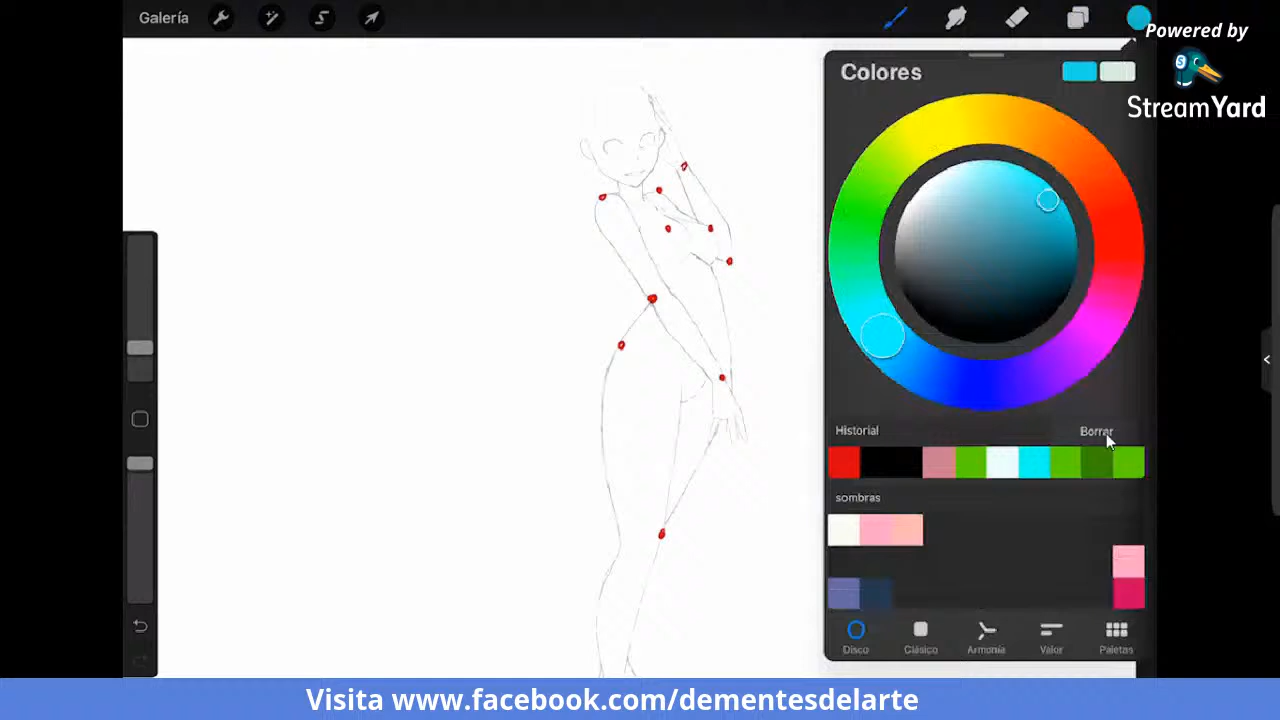 Galería
Powered by
StreamYard
Colores
Historial
Borrar
sombras
Disco
Clásico
Armonía
Valor
Paletas
Visita www.facebook.com/dementesdelarte